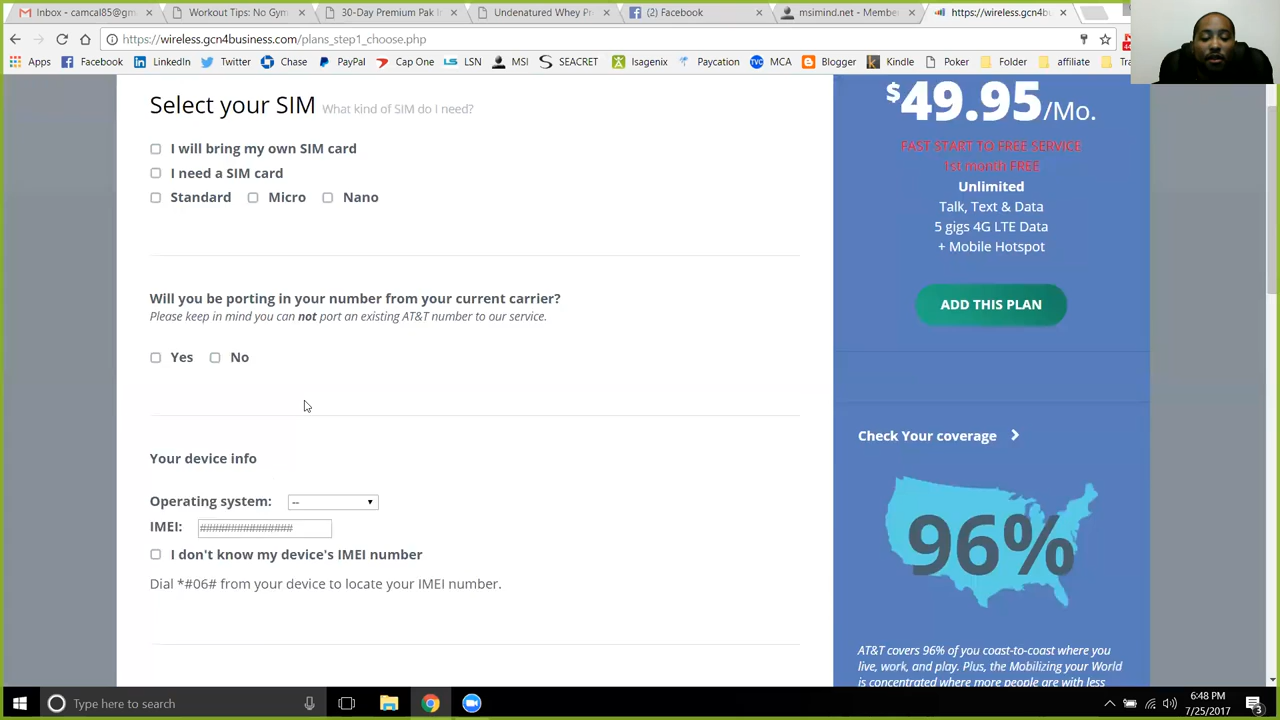 Inbox - camcal85@gm
Workout Tips: No Gym
30-Day Premium Pak I
Undenatured Whey Pr
(2) Facebook
msimind.net - Membe
https://wireless.gcn4bu
https://wireless.gcn4business.com/plans_step1_choose.php
Apps
Facebook
LinkedIn
Twitter
Chase
PayPal
Cap One
LSN
MSI
SEACRET
Isagenix
Paycation
MCA
Blogger
Kindle
Poker
Folder
affiliate
Tra
Select your SIM What kind of SIM do I need?
I will bring my own SIM card
I need a SIM card
Standard Micro Nano
Will you be porting in your number from your current carrier?
Please keep in mind you can not port an existing AT&T number to our service.
Yes No
Your device info
Operating system: --
IMEI: ###############
I don't know my device's IMEI number
Dial *#06# from your device to locate your IMEI number.
$49.95/Mo.
FAST START TO FREE SERVICE
1st month FREE
Unlimited
Talk, Text & Data
5 gigs 4G LTE Data
+ Mobile Hotspot
ADD THIS PLAN
Check Your coverage
96%
AT&T covers 96% of you coast-to-coast where you
live, work, and play. Plus, the Mobilizing your World
is concentrated where more people are with less
Type here to search
6:48 PM
7/25/2017
3